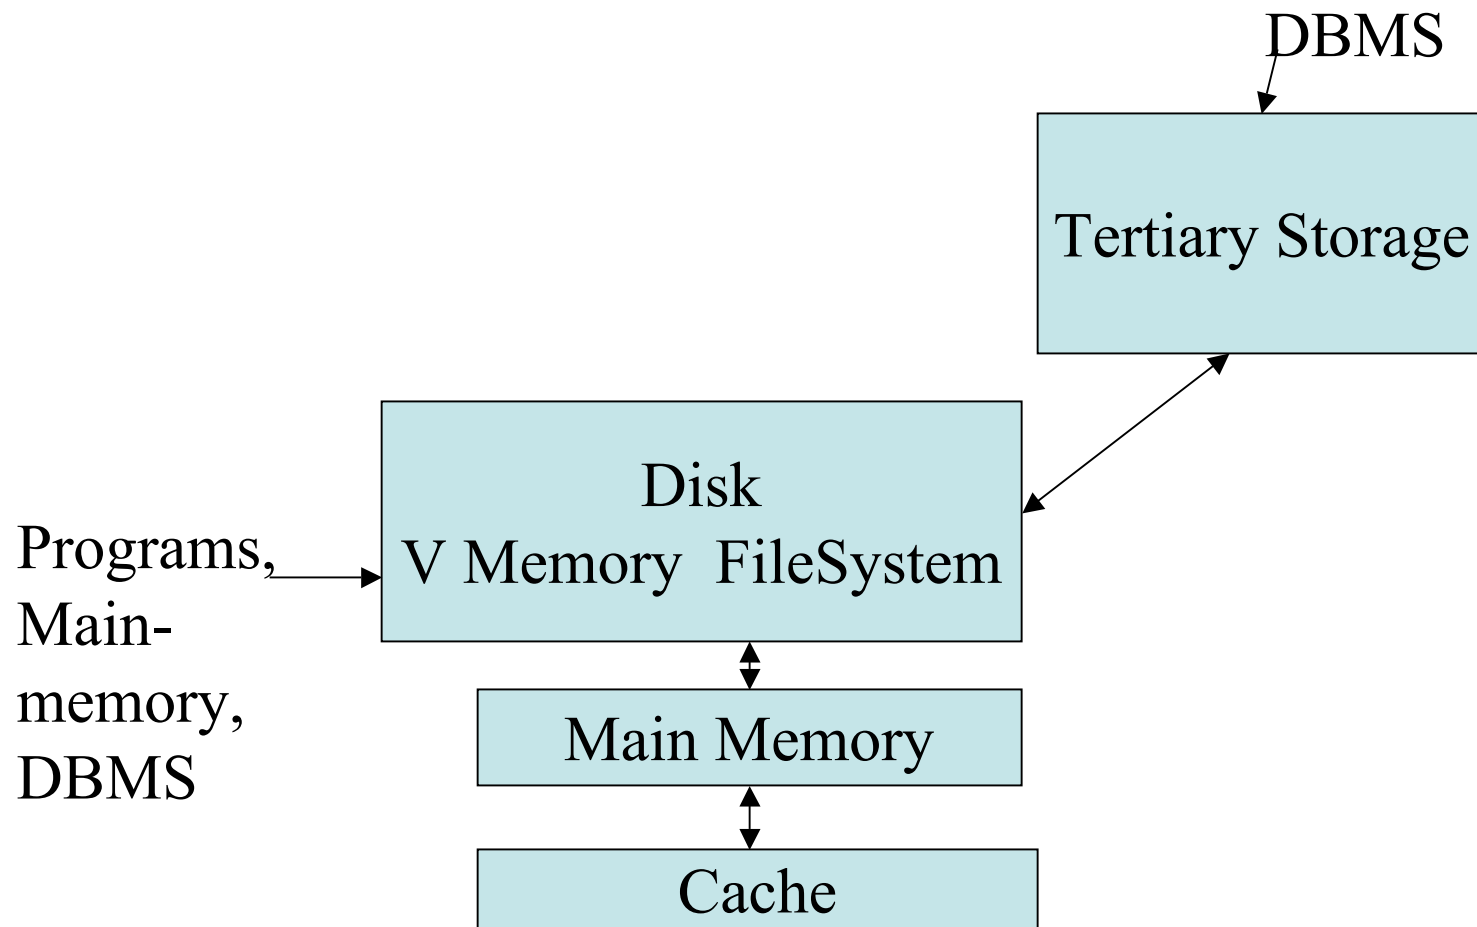 DBMS
Tertiary Storage
Disk
V Memory  FileSystem
Programs,
Main-
memory,
DBMS
Main Memory
Cache